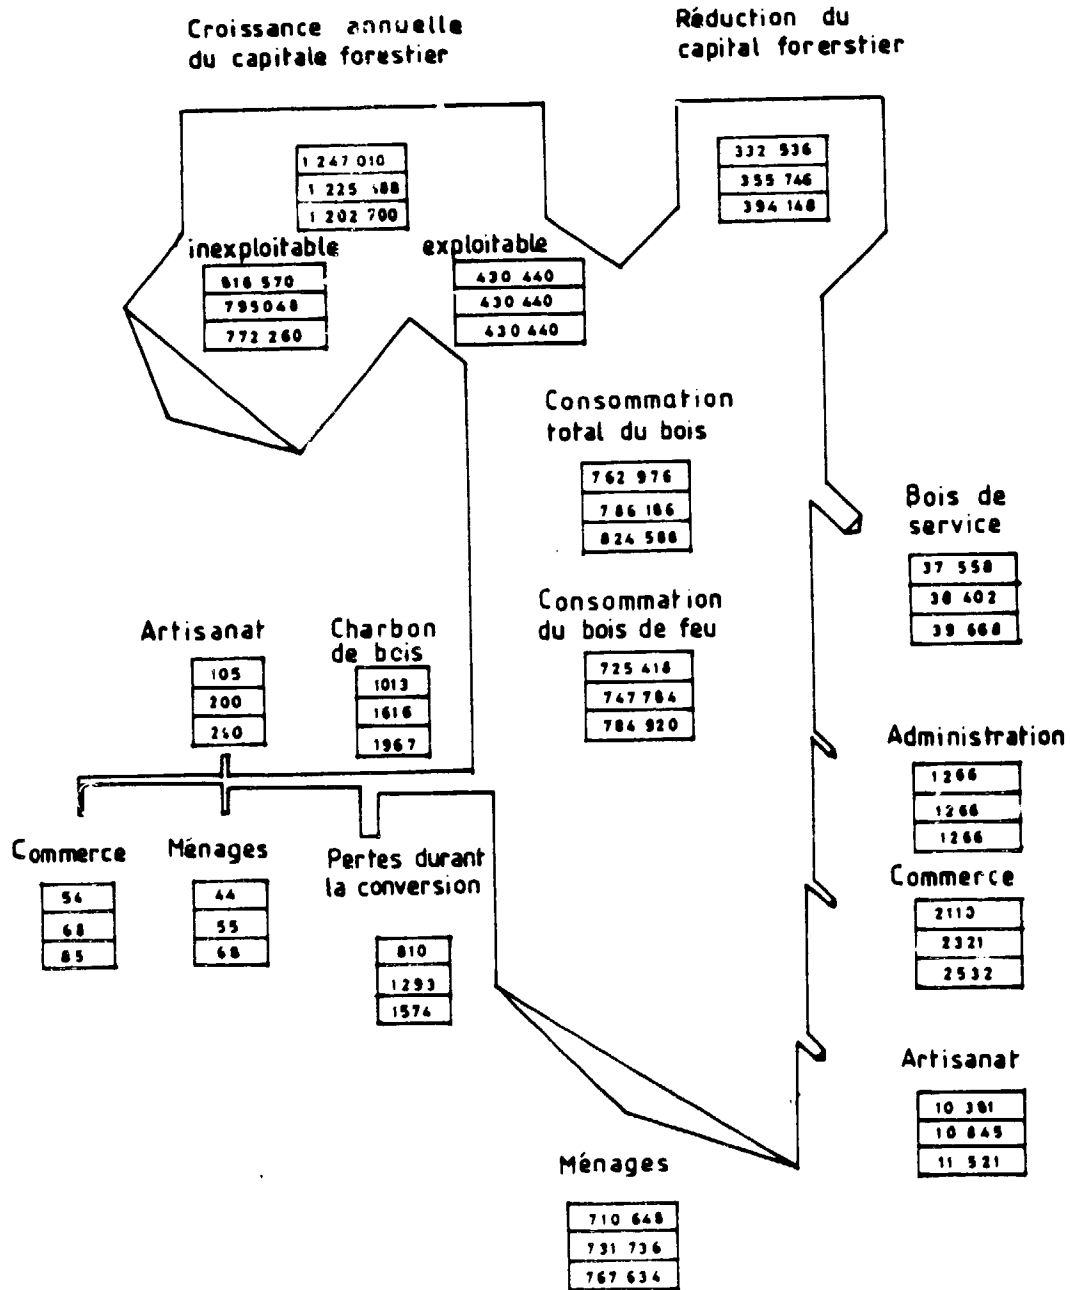 Croissance annuelle
du capitale forestier
Réduction du
capital forerstier
1 247 010
1 202 700
332 536
355 746
394 148
inexploitable
exploitable
816 570
795048
772 260
430 440
430 440
430 440
Consommation
total du bois
762 976
786 186
824 588
Bois de
service
37 558
38 402
39 668
Consommation
du bois de feu
725 418
747 784
784 920
Artisanat
105
200
240
Charbon
de bois
1013
1616
1967
Administration
1266
1266
1266
Commerce
54
68
85
Ménages
44
55
68
Pertes durant
la conversion
810
1293
1574
Commerce
2110
2321
2532
Artisanat
10 381
10 845
11 521
Ménages
710 648
731 736
767 634